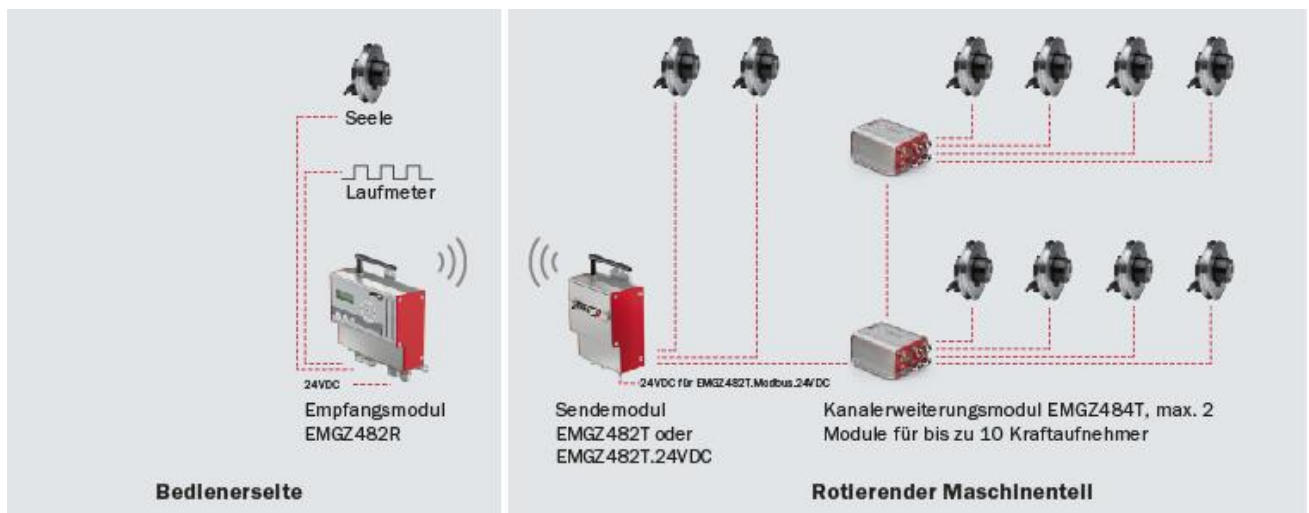 Seele
Laufmeter
24VDC
Empfangsmodul
EMGZ482R
Bedienerseite
24VDC für EMGZ482T.Modbus.24VDC
Sendemodul
EMGZ482T oder
EMGZ482T.24VDC
Kanalerweiterungsmodul EMGZ484T, max. 2
Module für bis zu 10 Kraftaufnehmer
Rotierender Maschinenteil